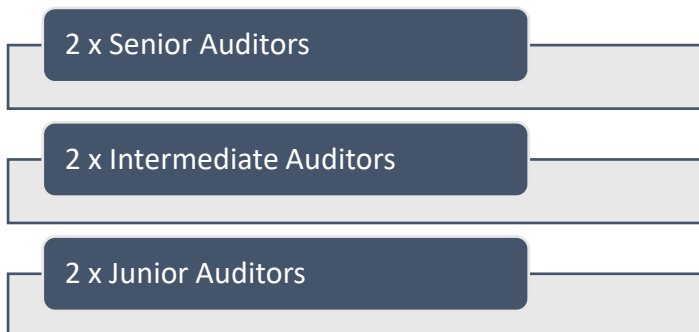 2 x Senior Auditors
2 x Intermediate Auditors
2 x Junior Auditors